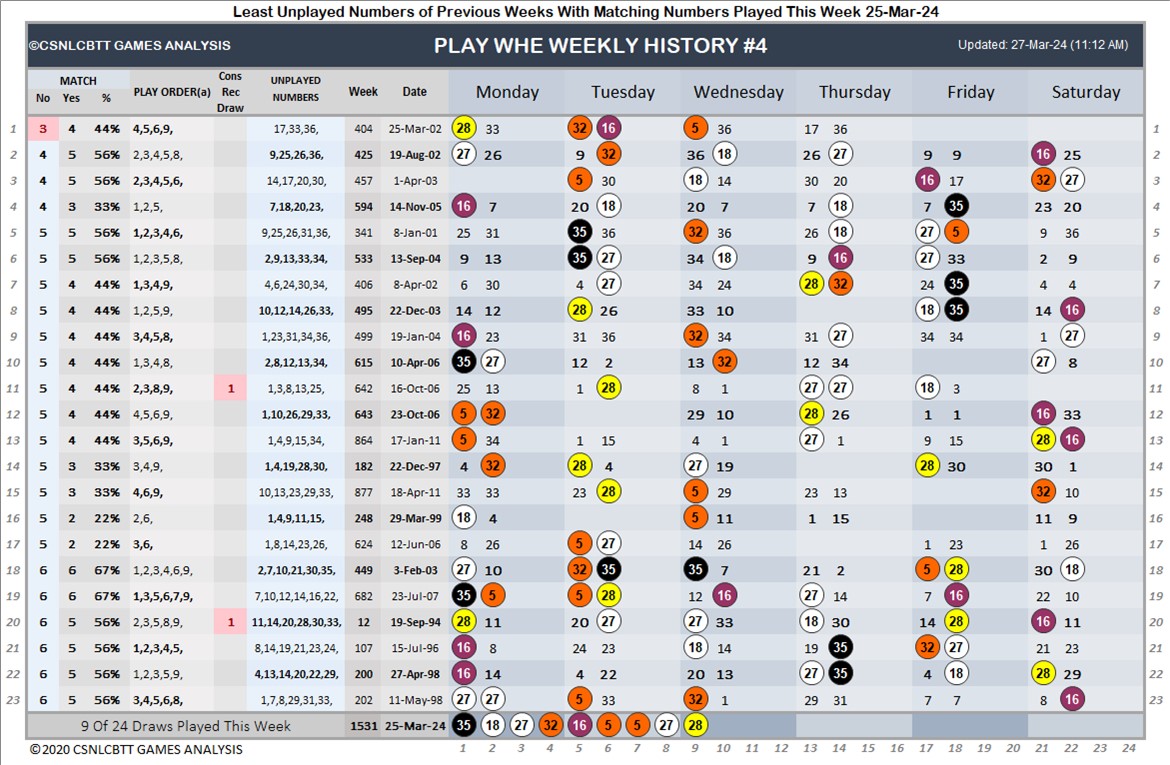 Least Unplayed Numbers of Previous Weeks With Matching Numbers Played This Week 25-Mar-24
©CSNLCBTT GAMES ANALYSIS PLAY WHE WEEKLY HISTORY #4 Updated: 27-Mar-24 (11:12 AM)
MATCH Cons Rec Draw UNPLAYED NUMBERS
No Yes % PLAY ORDER(a) Week Date Monday Tuesday Wednesday Thursday Friday Saturday
1 3 4 44% 4,5,6,9, 17,33,36, 404 25-Mar-02 28 33 32 16 5 36 17 36 1
2 4 5 56% 2,3,4,5,8, 9,25,26,36, 425 19-Aug-02 27 26 9 32 36 18 26 27 9 9 16 25 2
3 4 5 56% 2,3,4,5,6, 14,17,20,30, 457 1-Apr-03 5 30 18 14 30 20 16 17 32 27 3
4 4 3 33% 1,2,5, 7,18,20,23, 594 14-Nov-05 16 7 20 18 20 7 7 18 7 35 23 20 4
5 5 5 56% 1,2,3,4,6, 9,25,26,31,36, 341 8-Jan-01 25 31 35 36 32 36 26 18 27 5 9 36 5
6 5 5 56% 1,2,3,5,8, 2,9,13,33,34, 533 13-Sep-04 9 13 35 27 34 18 9 16 27 33 2 9 6
7 5 4 44% 1,3,4,9, 4,6,24,30,34, 406 8-Apr-02 6 30 4 27 34 24 28 32 24 35 4 4 7
8 5 4 44% 1,2,5,9, 10,12,14,26,33, 495 22-Dec-03 14 12 28 26 33 10 18 35 14 16 8
9 5 4 44% 3,4,5,8, 1,23,31,34,36, 499 19-Jan-04 16 23 31 36 32 34 31 27 34 34 1 27 9
10 5 4 44% 1,3,4,8, 2,8,12,13,34, 615 10-Apr-06 35 27 12 2 13 32 12 34 27 8 10
11 5 4 44% 2,3,8,9, 1 1,3,8,13,25, 642 16-Oct-06 25 13 1 28 8 1 27 27 18 3 11
12 5 4 44% 4,5,6,9, 1,10,26,29,33, 643 23-Oct-06 5 32 29 10 28 26 1 1 16 33 12
13 5 4 44% 3,5,6,9, 1,4,9,15,34, 864 17-Jan-11 5 34 1 15 4 1 27 1 9 15 28 16 13
14 5 3 33% 3,4,9, 1,4,19,28,30, 182 22-Dec-97 4 32 28 4 27 19 28 30 30 1 14
15 5 3 33% 4,6,9, 10,13,23,29,33, 877 18-Apr-11 33 33 23 28 5 29 23 13 32 10 15
16 5 2 22% 2,6, 1,4,9,11,15, 248 29-Mar-99 18 4 5 11 1 15 11 9 16
17 5 2 22% 3,6, 1,8,14,23,26, 624 12-Jun-06 8 26 5 27 14 26 1 23 1 26 17
18 6 6 67% 1,2,3,4,6,9, 2,7,10,21,30,35, 449 3-Feb-03 27 10 32 35 35 7 21 2 5 28 30 18 18
19 6 6 67% 1,3,5,6,7,9, 7,10,12,14,16,22, 682 23-Jul-07 35 5 5 28 12 16 27 14 7 16 22 10 19
20 6 5 56% 2,3,5,8,9, 1 11,14,20,28,30,33, 12 19-Sep-94 28 11 20 27 27 33 18 30 14 28 16 11 20
21 6 5 56% 1,2,3,4,5, 8,14,19,21,23,24, 107 15-Jul-96 16 8 24 23 18 14 19 35 32 27 21 23 21
22 6 5 56% 1,2,3,5,9, 4,13,14,20,22,29, 200 27-Apr-98 16 14 4 22 20 13 27 35 4 18 28 29 22
23 6 5 56% 3,4,5,6,8, 1,7,8,29,31,33, 202 11-May-98 27 27 5 33 32 1 29 31 7 7 8 16 23
9 Of 24 Draws Played This Week 1531 25-Mar-24 35 18 27 32 16 5 5 27 28
© 2020 CSNLCBTT GAMES ANALYSIS 1 2 3 4 5 6 7 8 9 10 11 12 13 14 15 16 17 18 19 20 21 22 23 24